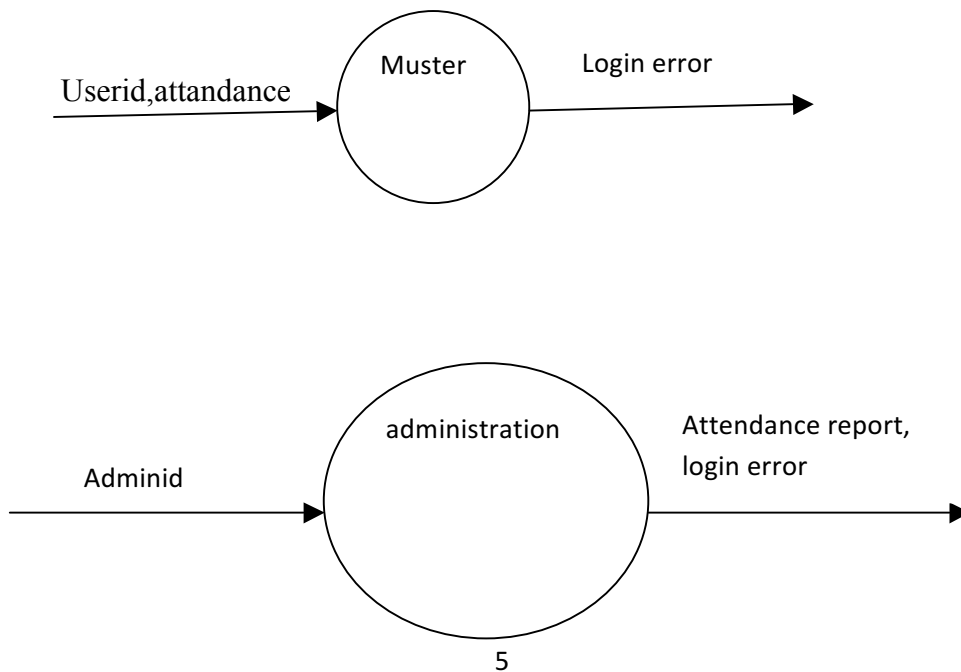 Muster
Login error
Userid,attandance
administration
Attendance report,
login error
Adminid
5